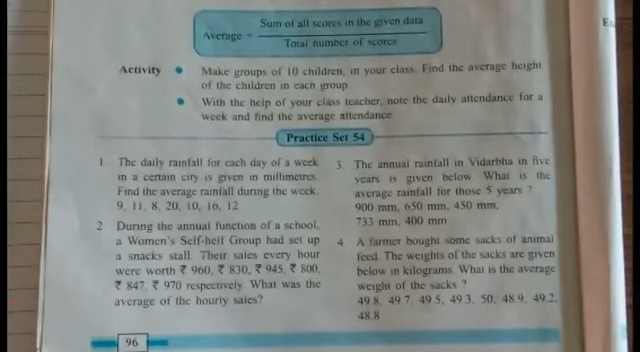 Average = Sum of all scores in the given data
Total number of scores
Activity • Make groups of 10 children, in your class. Find the average height
of the children in each group
• With the help of your class teacher, note the daily attendance for a
week and find the average attendance
Practice Set 54
1 The daily rainfall for each day of a week
in a certain city is given in millimetres.
Find the average rainfall during the week.
9, 11, 8, 20, 10, 16, 12
2 During the annual function of a school,
a Women's Self-help Group had set up
a snacks stall. Their sales every hour
were worth ₹ 960, ₹ 830, ₹ 945, ₹ 800,
₹ 847, ₹ 970 respectively. What was the
average of the hourly sales?
3. The annual rainfall in Vidarbha in five
years is given below. What is the
average rainfall for those 5 years ?
900 mm, 650 mm, 450 mm,
733 mm, 400 mm
4 A farmer bought some sacks of animal
feed. The weights of the sacks are given
below in kilograms. What is the average
weight of the sacks ?
49.8, 49.7, 49.5, 49.3, 50, 48.9, 49.2,
48.8
96